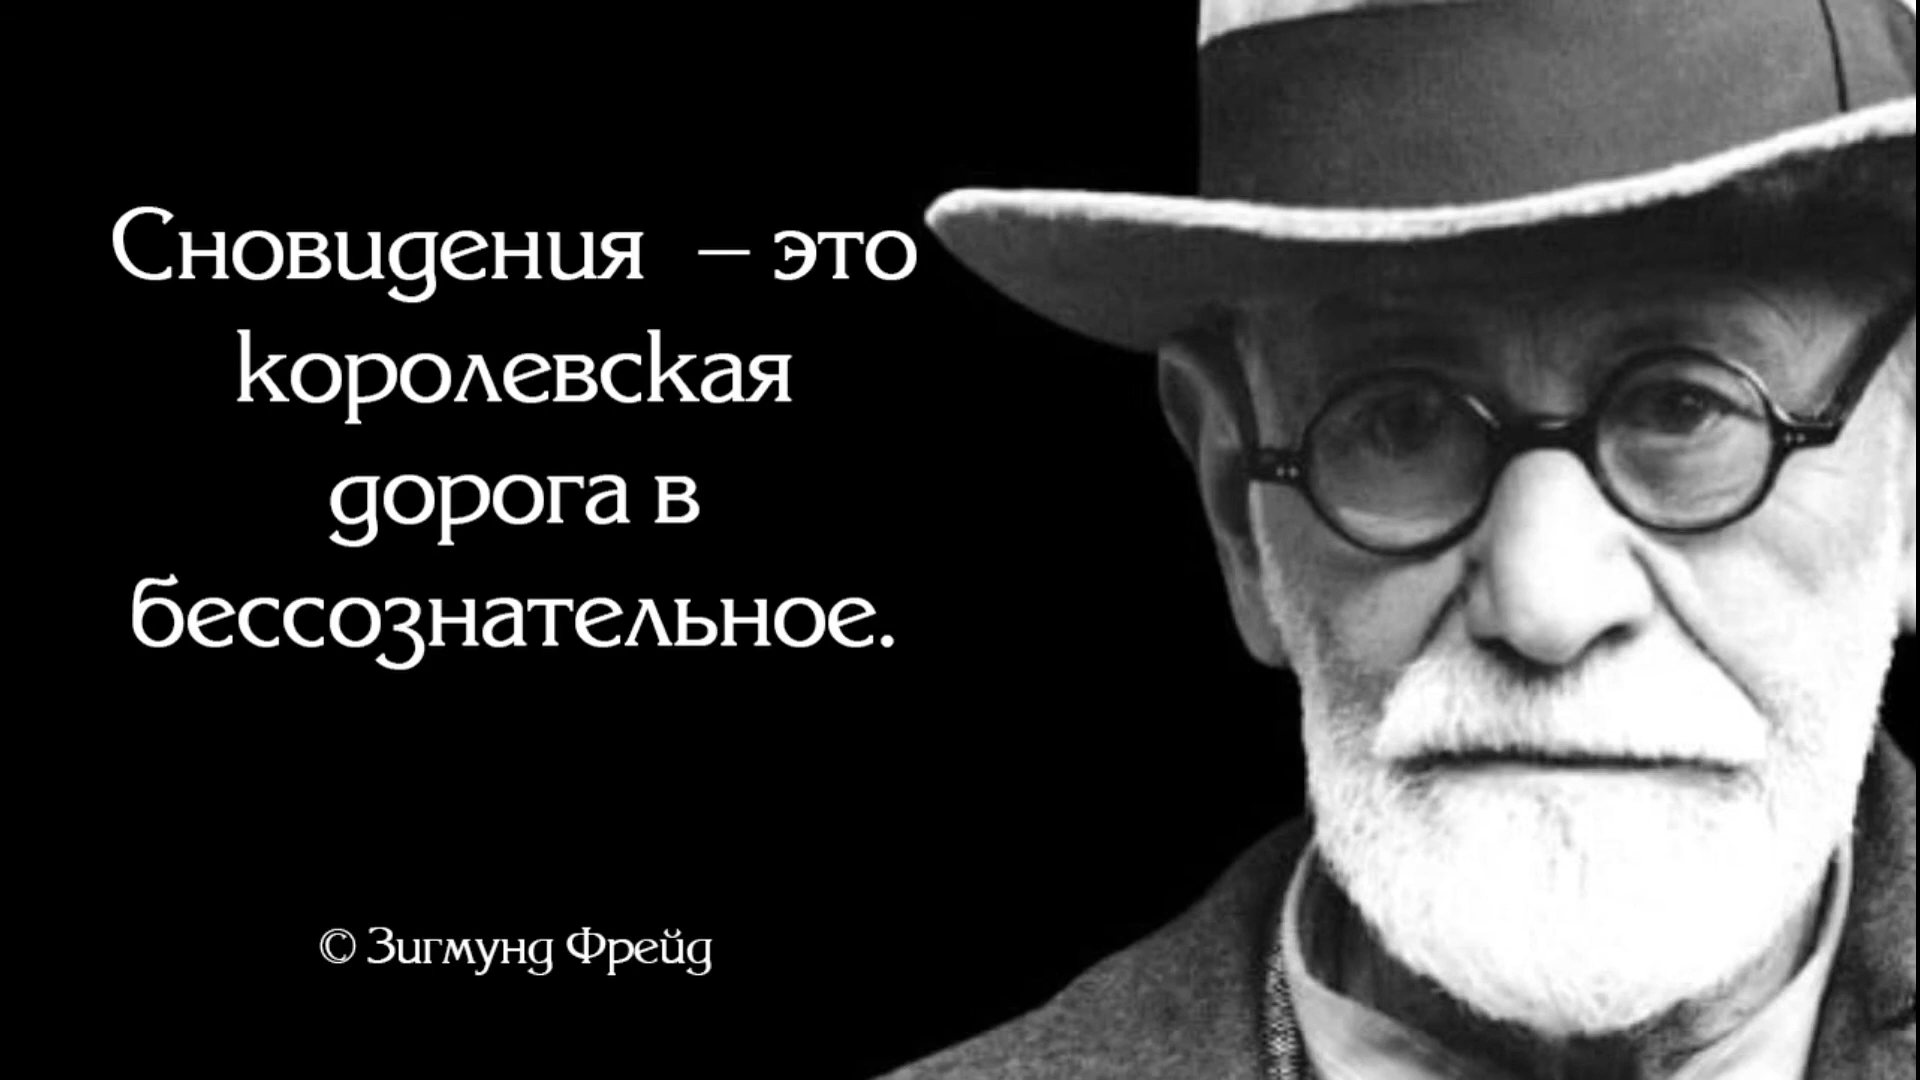 Сновидения – это
королевская
дорога в
бессознательное.
© Зигмунд Фрейд